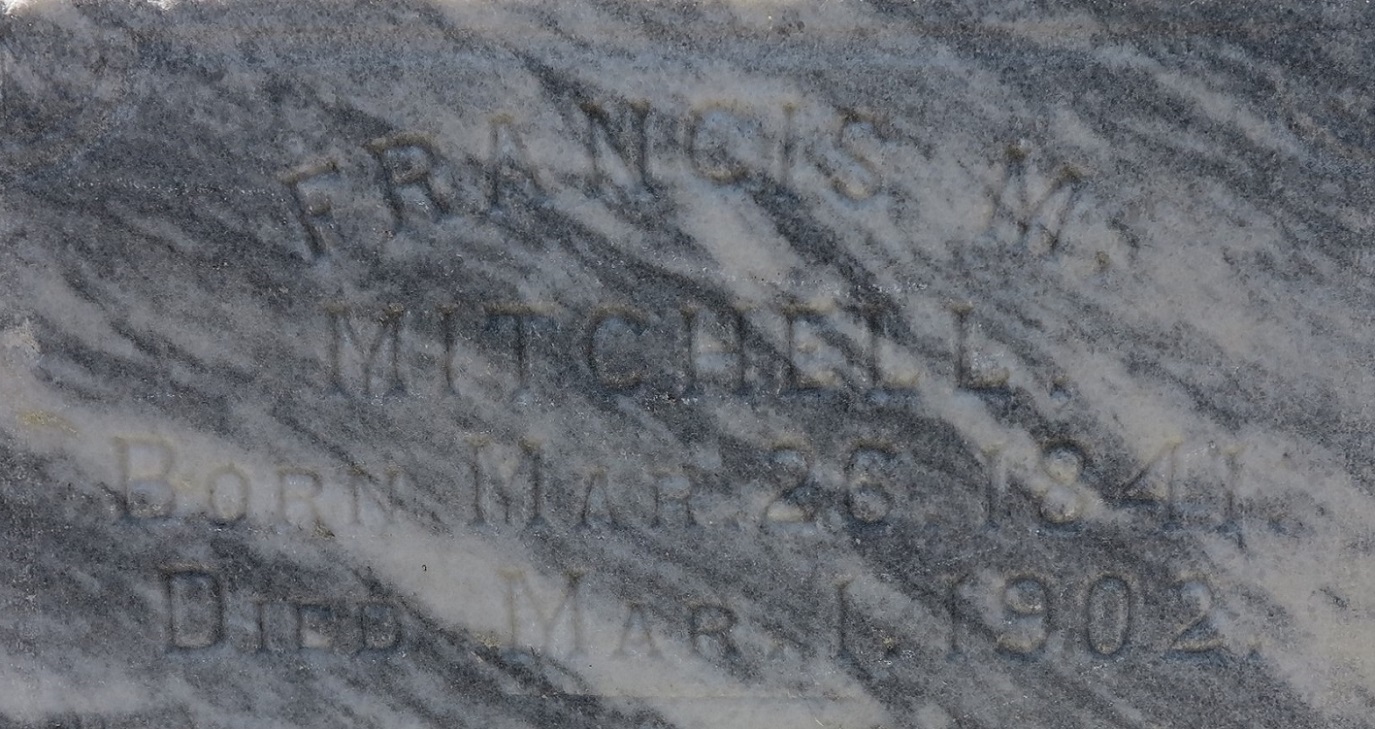 FRANCIS M.
MITCHELL.
BORN MAR. 26. 1841.
DIED MAR. 1. 1902.